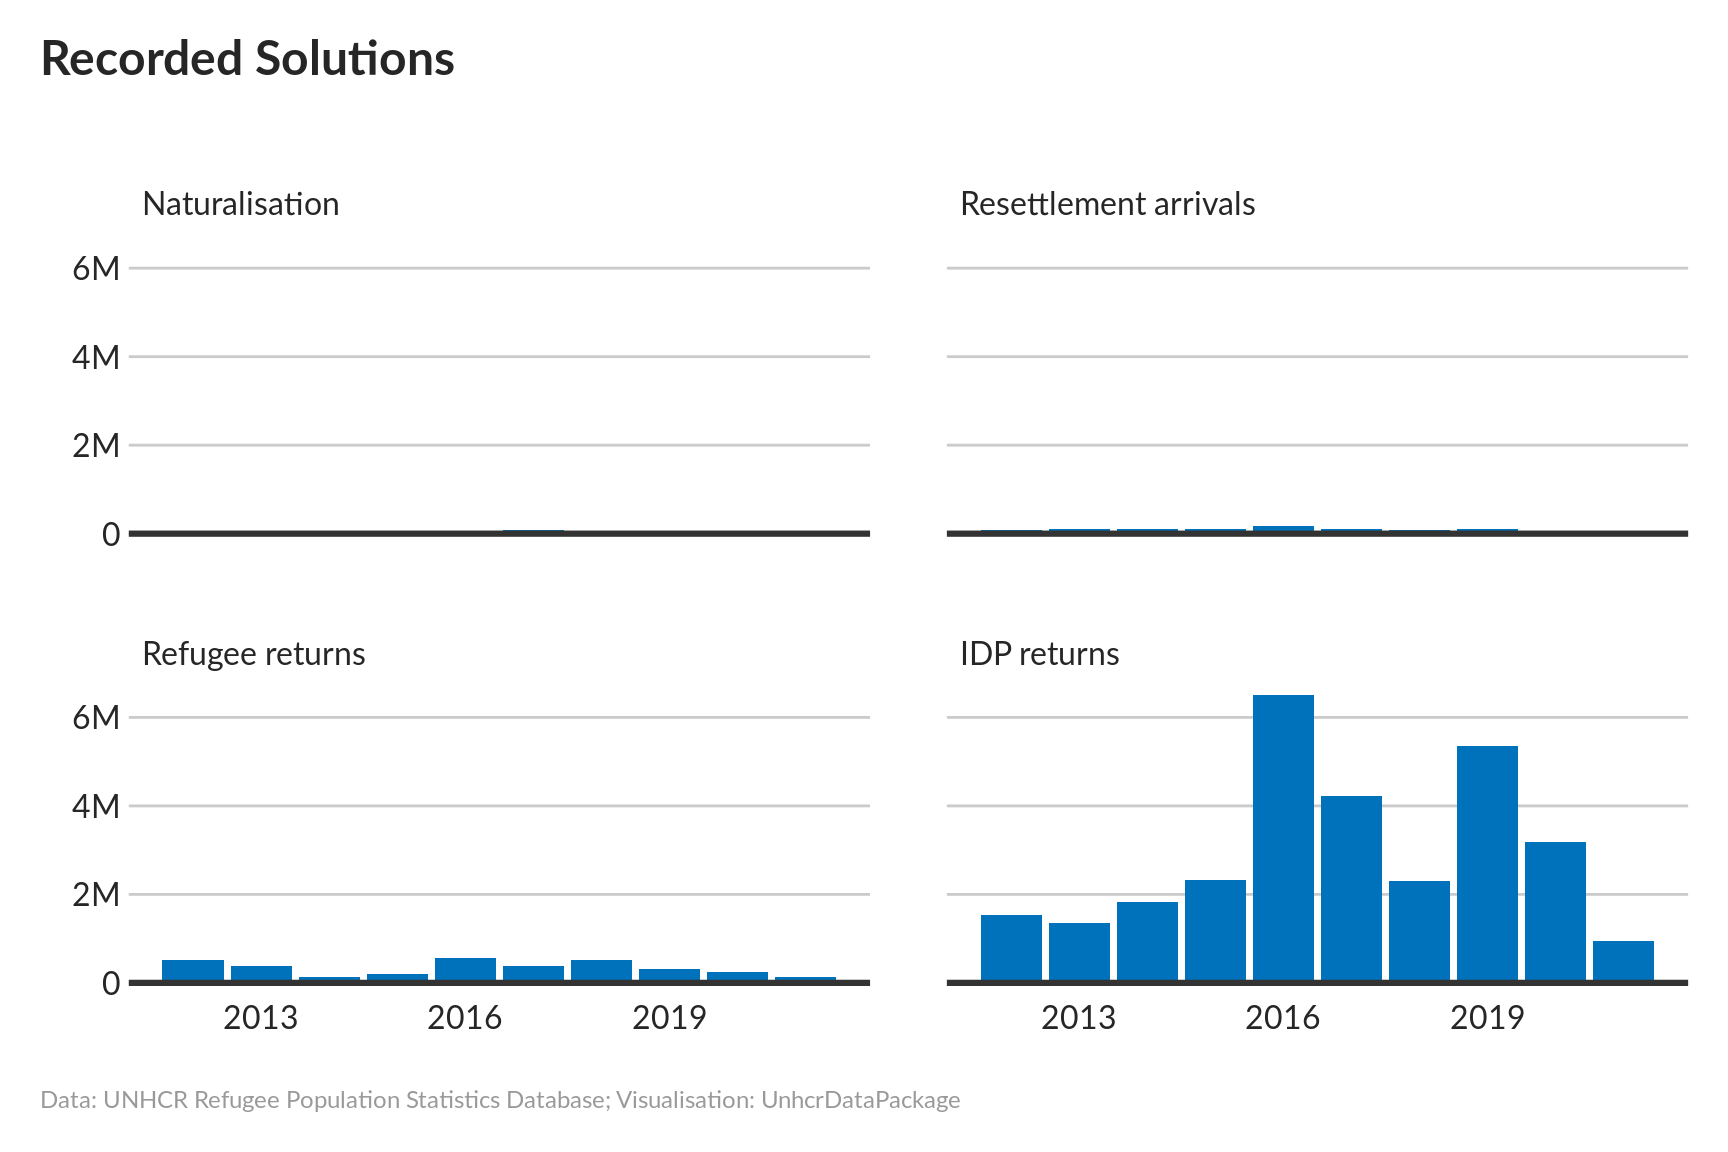 Recorded Solutions
Naturalisation
Resettlement arrivals
6M
4M
2M
0
Refugee returns
IDP returns
6M
4M
2M
0
2013 2016 2019
2013 2016 2019
Data: UNHCR Refugee Population Statistics Database; Visualisation: UnhcrDataPackage